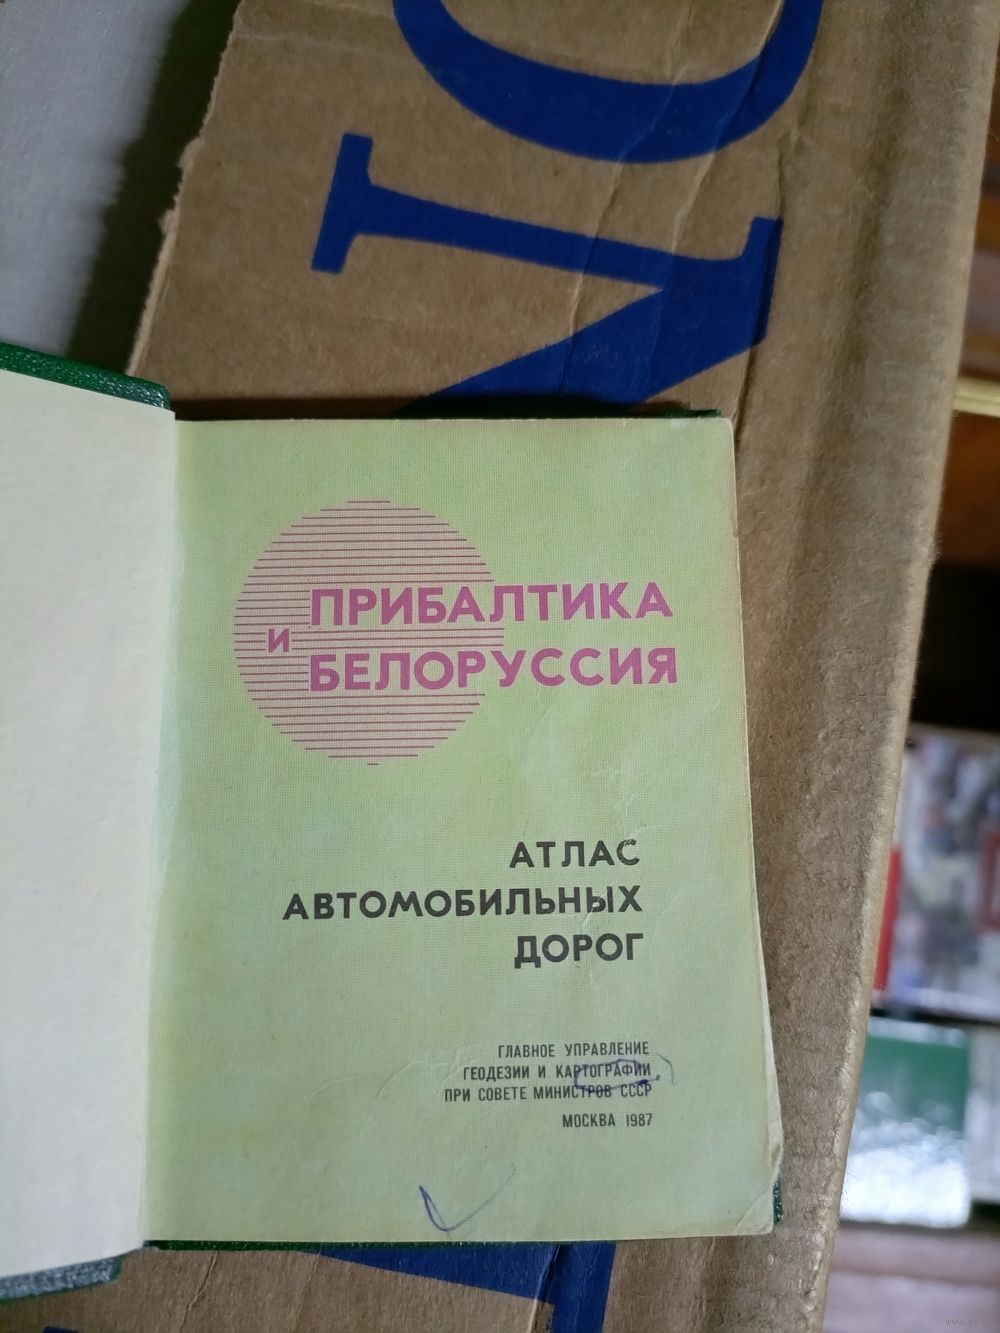 ПРИБАЛТИКА
И
БЕЛОРУССИЯ
АТЛАС
АВТОМОБИЛЬНЫХ
ДОРОГ
ГЛАВНОЕ УПРАВЛЕНИЕ
ГЕОДЕЗИИ И КАРТОГРАФИИ
ПРИ СОВЕТЕ МИНИСТРОВ СССР
МОСКВА 1987